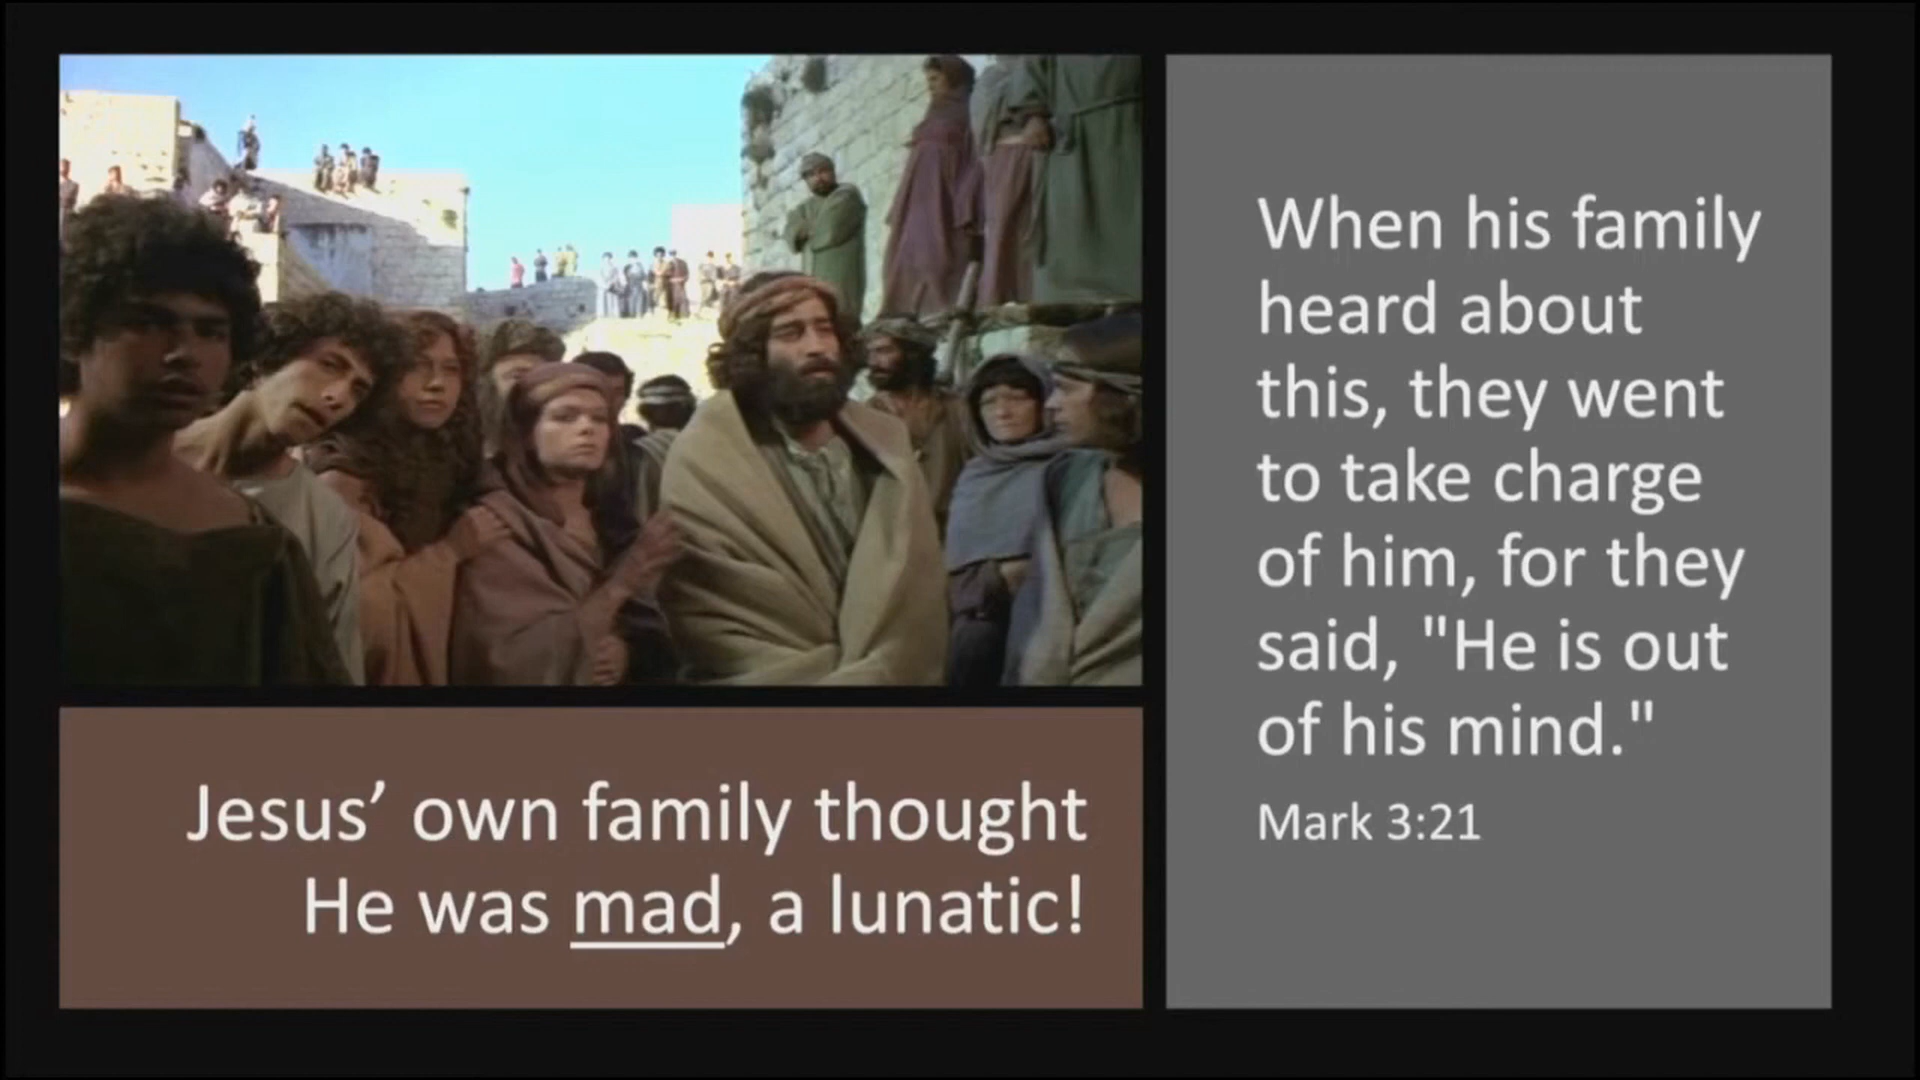 Jesus’ own family thought
He was mad, a lunatic!
When his family
heard about
this, they went
to take charge
of him, for they
said, "He is out
of his mind."
Mark 3:21